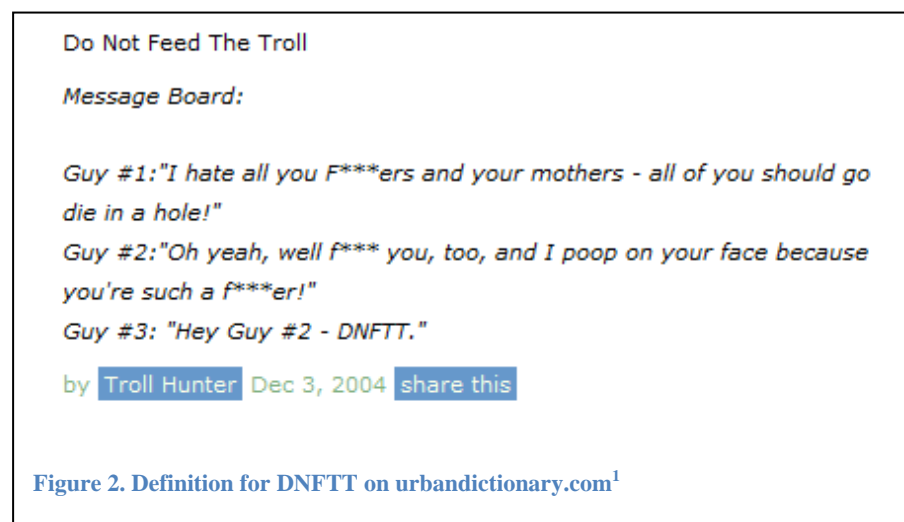 Do Not Feed The Troll
Message Board:
Guy #1:"I hate all you F***ers and your mothers - all of you should go
die in a hole!"
Guy #2:"Oh yeah, well f*** you, too, and I poop on your face because
you're such a f***er!"
Guy #3: "Hey Guy #2 - DNFTT."
by Troll Hunter Dec 3, 2004 share this
Figure 2. Definition for DNFTT on urbandictionary.com¹